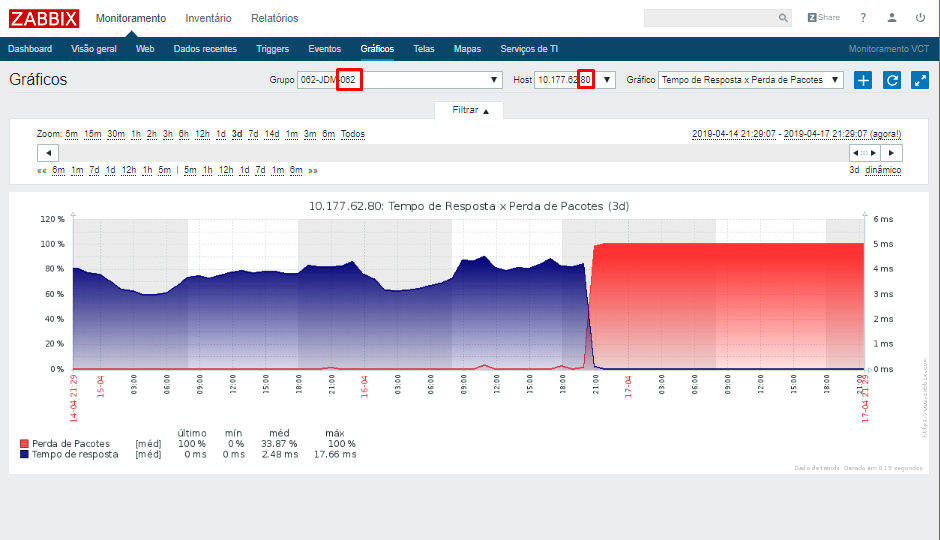 ZABBIX Monitoramento Inventário Relatórios Z Share ?
Dashboard Visão geral Web Dados recentes Triggers Eventos Gráficos Telas Mapas Serviços de TI Monitoramento VCT
Gráficos Grupo 062-JDM-062 ▼ Host 10.177.62.80 ▼ Gráfico Tempo de Resposta x Perda de Pacotes ▼
Filtrar ▲
Zoom: 5m 15m 30m 1h 2h 3h 6h 12h 1d 3d 7d 14d 1m 3m 6m Todos 2019-04-14 21:29:07 - 2019-04-17 21:29:07 (agora!)
«« 6m 1m 7d 1d 12h 1h 5m | 5m 1h 12h 1d 7d 1m 6m »» 3d dinâmico
10.177.62.80: Tempo de Resposta x Perda de Pacotes (3d)
120 % 6 ms
100 % 5 ms
80 % 4 ms
60 % 3 ms
40 % 2 ms
20 % 1 ms
0 % 0 ms
14-04 21:29 15-04 03:00 06:00 09:00 12:00 15:00 18:00 21:00 16-04 03:00 06:00 09:00 12:00 15:00 18:00 21:00 17-04 03:00 06:00 09:00 12:00 15:00 18:00 21:00 17-04 21:29
último mín méd máx
Perda de Pacotes [méd] 100 % 0 % 33.87 % 100 %
Tempo de resposta [méd] 0 ms 0 ms 2.48 ms 17.66 ms
Dado de trends. Gerado em 0.19 segundos.
http://www.zabbix.com